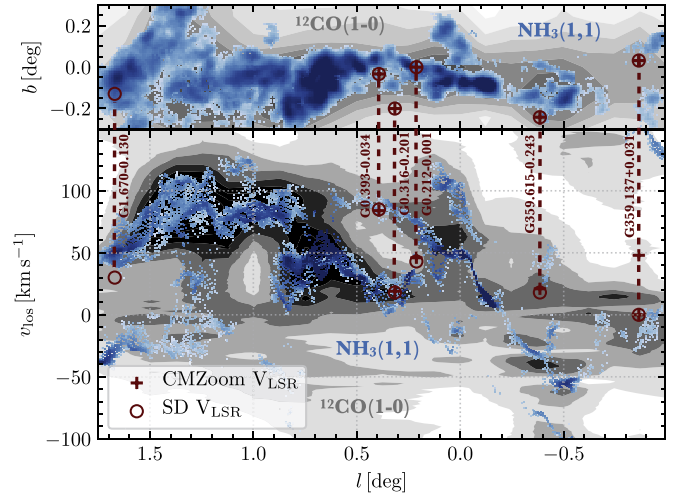 ¹²CO(1-0)
NH₃(1,1)
0.2
0.0
−0.2
b [deg]
G1.670-0.130
G0.393-0.034
G0.316-0.201
G0.212-0.001
G359.615-0.243
G359.137+0.031
100
50
0
−50
−100
v_los [km s⁻¹]
NH₃(1,1)
¹²CO(1-0)
CMZoom V_LSR
SD V_LSR
1.5 1.0 0.5 0.0 −0.5
l [deg]